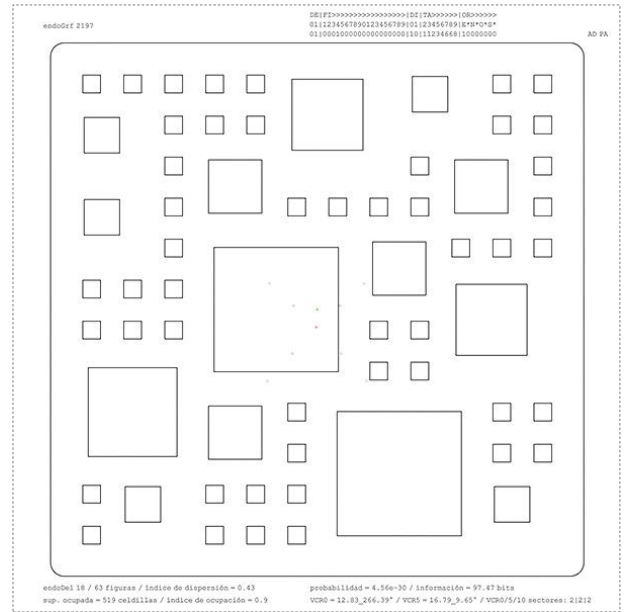 endoGrf 2197
DE|FI>>>>>>>>>>>>>>>>>|DI|TA>>>>>>|OR>>>>>>
01|1234567890123456789|01|23456789|E*N*O*S*
01|0001000000000000000|10|11234668|10000000
AD PA
endoDel 18 / 63 figuras / índice de dispersión = 0.43
sup. ocupada = 519 celdillas / índice de ocupación = 0.9
probabilidad = 4.56e-30 / información = 97.47 bits
VCR0 = 12.83_266.39° / VCR5 = 16.79_9.65° / VCR0/5/10 sectores: 2|2|2